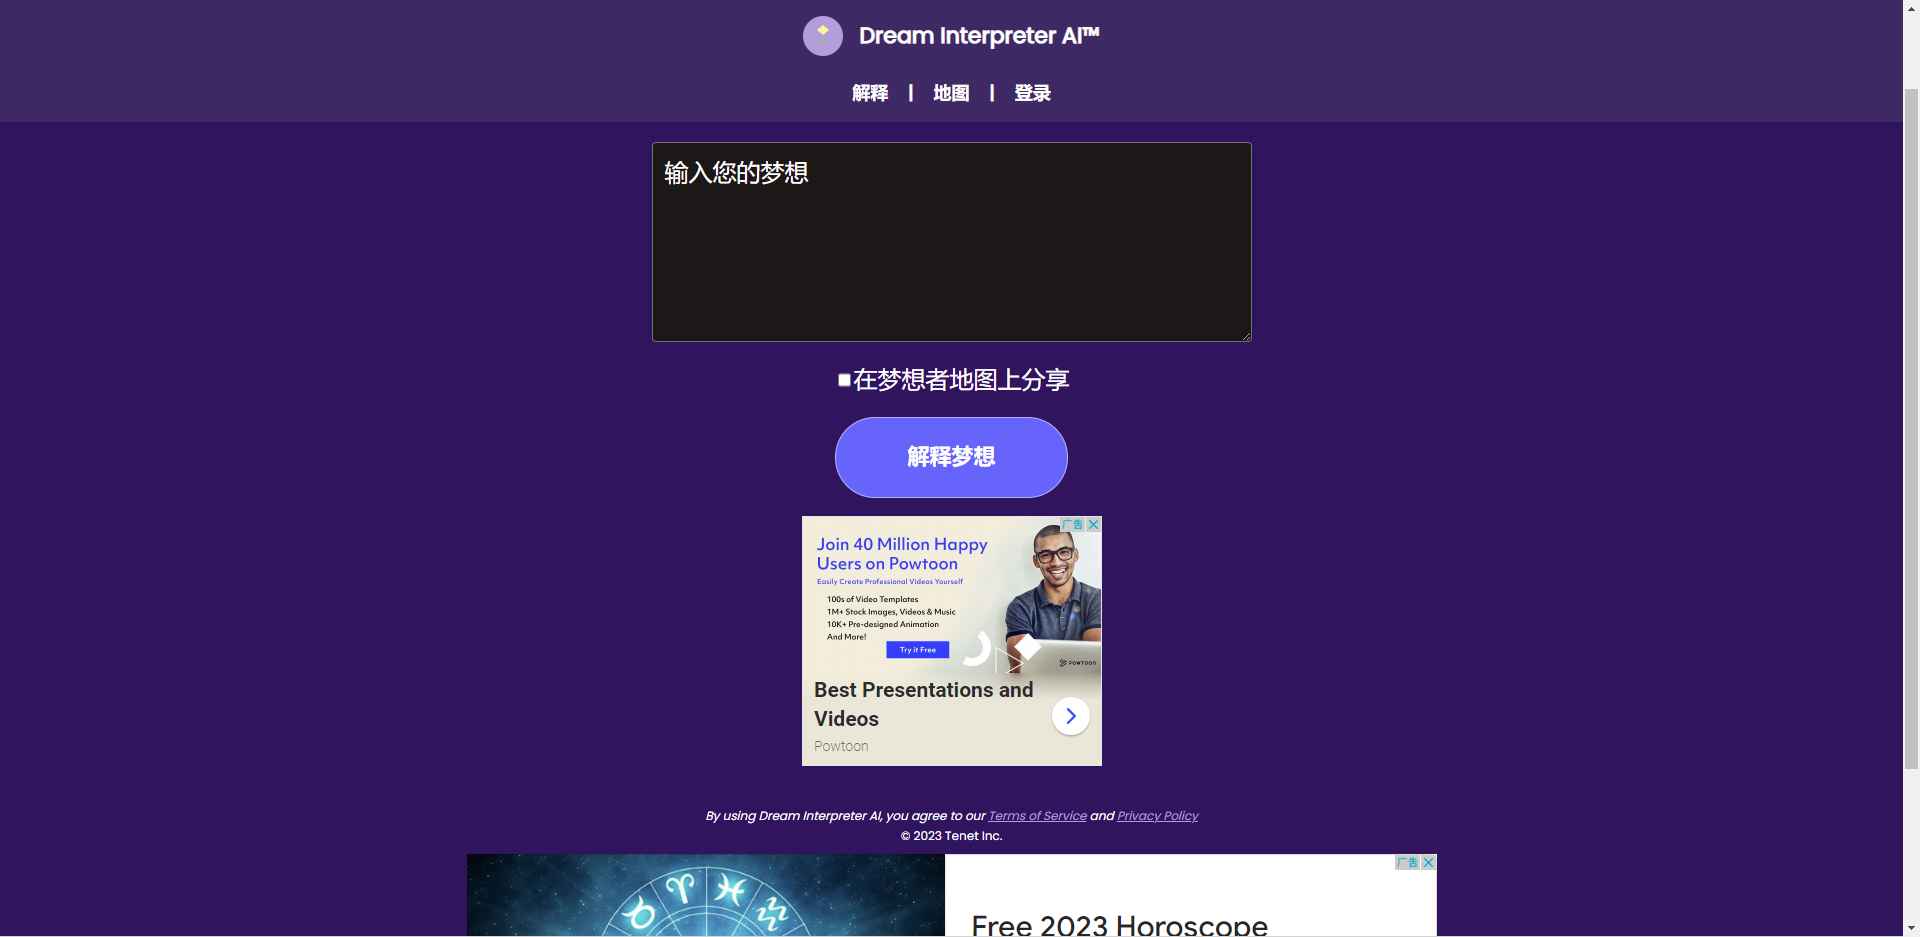 Dream Interpreter AI™
解释 | 地图 | 登录
输入您的梦想
在梦想者地图上分享
解释梦想
广告
Join 40 Million Happy
Users on Powtoon
Easily Create Professional Videos Yourself
100s of Video Templates
1M+ Stock Images, Videos & Music
10K+ Pre-designed Animation
And More!
Try it Free
POWTOON
Best Presentations and
Videos
Powtoon
By using Dream Interpreter AI, you agree to our Terms of Service and Privacy Policy
© 2023 Tenet Inc.
广告
Free 2023 Horoscope